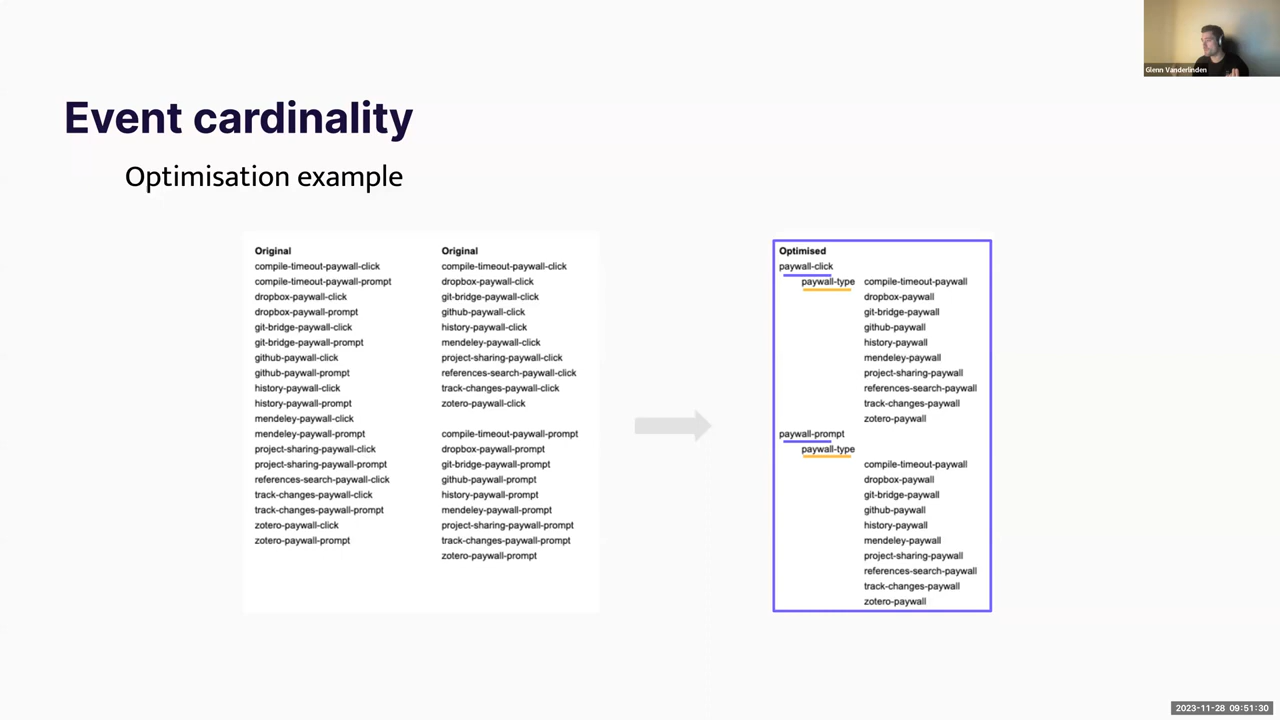 Glenn Vanderlinden
Event cardinality
Optimisation example
Original
compile-timeout-paywall-click
compile-timeout-paywall-prompt
dropbox-paywall-click
dropbox-paywall-prompt
git-bridge-paywall-click
git-bridge-paywall-prompt
github-paywall-click
github-paywall-prompt
history-paywall-click
history-paywall-prompt
mendeley-paywall-click
mendeley-paywall-prompt
project-sharing-paywall-click
project-sharing-paywall-prompt
references-search-paywall-click
track-changes-paywall-click
track-changes-paywall-prompt
zotero-paywall-click
zotero-paywall-prompt
Original
compile-timeout-paywall-click
dropbox-paywall-click
git-bridge-paywall-click
github-paywall-click
history-paywall-click
mendeley-paywall-click
project-sharing-paywall-click
references-search-paywall-click
track-changes-paywall-click
zotero-paywall-click
compile-timeout-paywall-prompt
dropbox-paywall-prompt
git-bridge-paywall-prompt
github-paywall-prompt
history-paywall-prompt
mendeley-paywall-prompt
project-sharing-paywall-prompt
track-changes-paywall-prompt
zotero-paywall-prompt
Optimised
paywall-click
paywall-type compile-timeout-paywall
dropbox-paywall
git-bridge-paywall
github-paywall
history-paywall
mendeley-paywall
project-sharing-paywall
references-search-paywall
track-changes-paywall
zotero-paywall
paywall-prompt
paywall-type
compile-timeout-paywall
dropbox-paywall
git-bridge-paywall
github-paywall
history-paywall
mendeley-paywall
project-sharing-paywall
references-search-paywall
track-changes-paywall
zotero-paywall
2023-11-28 09:51:30